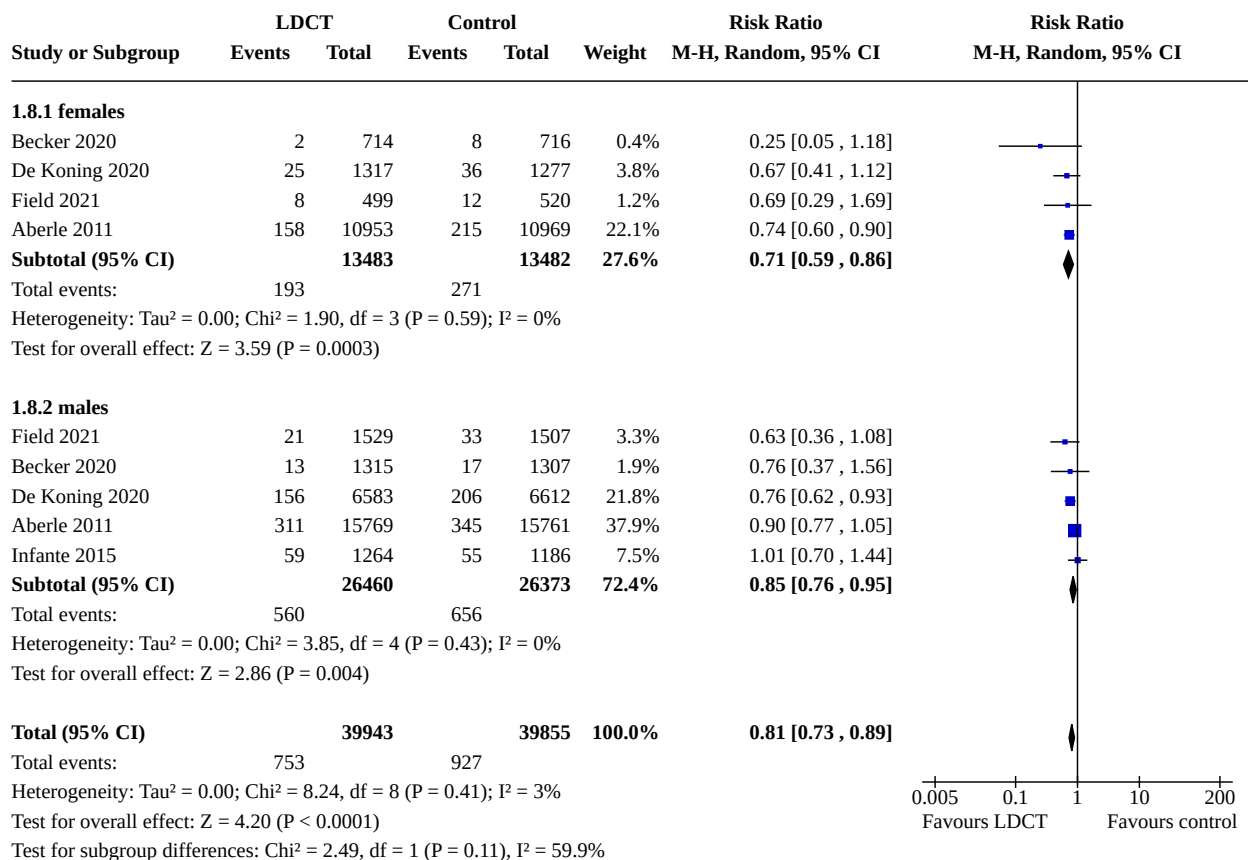 LDCT Control Risk Ratio Risk Ratio
Study or Subgroup Events Total Events Total Weight M-H, Random, 95% CI M-H, Random, 95% CI
1.8.1 females
Becker 2020 2 714 8 716 0.4% 0.25 [0.05 , 1.18]
De Koning 2020 25 1317 36 1277 3.8% 0.67 [0.41 , 1.12]
Field 2021 8 499 12 520 1.2% 0.69 [0.29 , 1.69]
Aberle 2011 158 10953 215 10969 22.1% 0.74 [0.60 , 0.90]
Subtotal (95% CI) 13483 13482 27.6% 0.71 [0.59 , 0.86]
Total events: 193 271
Heterogeneity: Tau² = 0.00; Chi² = 1.90, df = 3 (P = 0.59); I² = 0%
Test for overall effect: Z = 3.59 (P = 0.0003)
1.8.2 males
Field 2021 21 1529 33 1507 3.3% 0.63 [0.36 , 1.08]
Becker 2020 13 1315 17 1307 1.9% 0.76 [0.37 , 1.56]
De Koning 2020 156 6583 206 6612 21.8% 0.76 [0.62 , 0.93]
Aberle 2011 311 15769 345 15761 37.9% 0.90 [0.77 , 1.05]
Infante 2015 59 1264 55 1186 7.5% 1.01 [0.70 , 1.44]
Subtotal (95% CI) 26460 26373 72.4% 0.85 [0.76 , 0.95]
Total events: 560 656
Heterogeneity: Tau² = 0.00; Chi² = 3.85, df = 4 (P = 0.43); I² = 0%
Test for overall effect: Z = 2.86 (P = 0.004)
Total (95% CI) 39943 39855 100.0% 0.81 [0.73 , 0.89]
Total events: 753 927
Heterogeneity: Tau² = 0.00; Chi² = 8.24, df = 8 (P = 0.41); I² = 3%
Test for overall effect: Z = 4.20 (P < 0.0001)
Test for subgroup differences: Chi² = 2.49, df = 1 (P = 0.11), I² = 59.9%
0.005 0.1 1 10 200
Favours LDCT Favours control